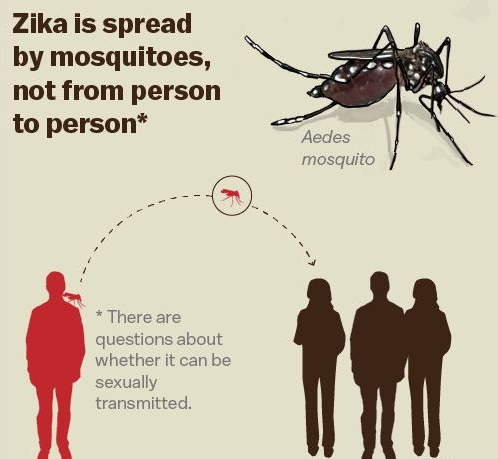 Zika is spread
by mosquitoes,
not from person
to person*
Aedes
mosquito
* There are
questions about
whether it can be
sexually
transmitted.